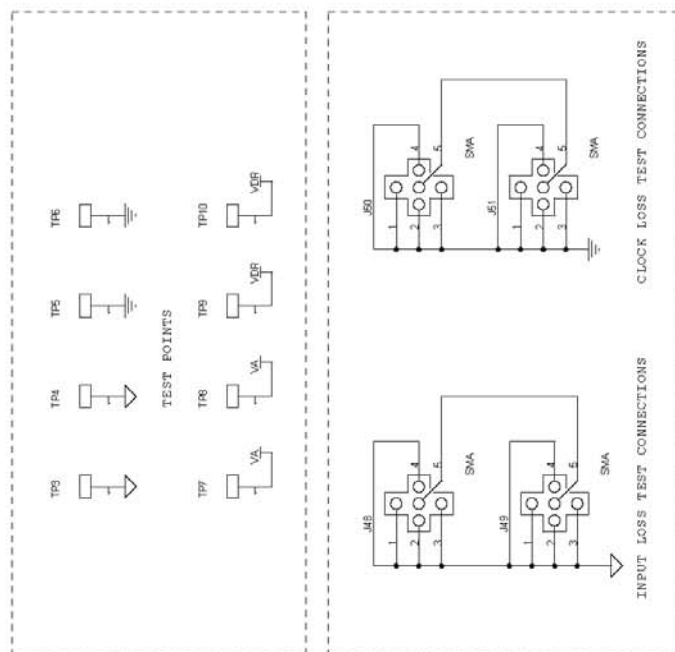 TP6
TP5
TP4
TP3
TEST POINTS
TP10
VDR
TP9
VDR
TP8
VA
TP7
VA
J50
1
2
3
4
5
SMA
J51
1
2
3
4
5
SMA
CLOCK LOSS TEST CONNECTIONS
J48
1
2
3
4
5
SMA
J49
1
2
3
4
5
SMA
INPUT LOSS TEST CONNECTIONS